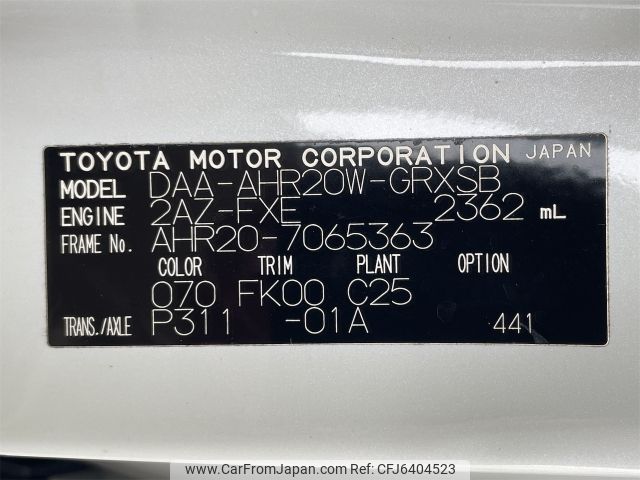 TOYOTA MOTOR CORPORATION JAPAN
MODEL DAA-AHR20W-GRXSB
ENGINE 2AZ-FXE 2362 mL
FRAME No. AHR20-7065363
COLOR TRIM PLANT OPTION
070 FK00 C25
TRANS./AXLE P311 -01A 441
www.carfromjapan.com © CFJ6404523